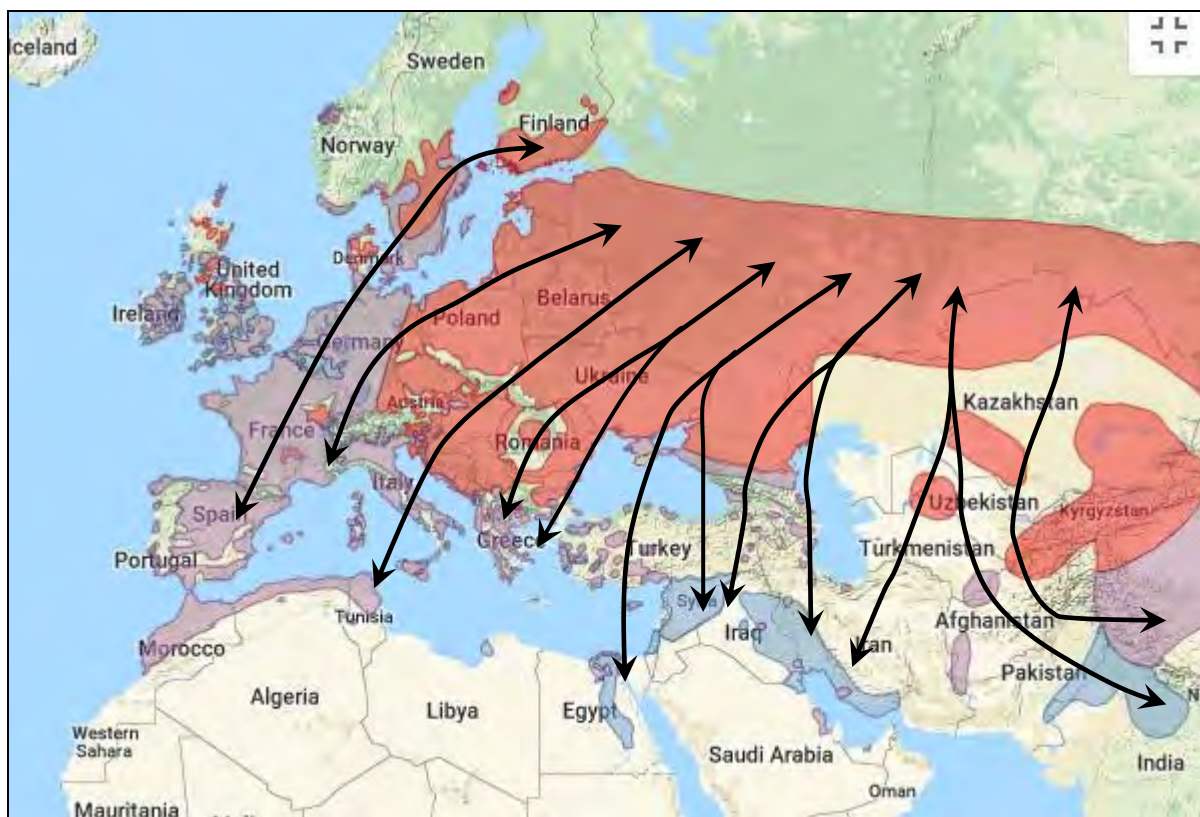 Iceland
Sweden
Finland
Norway
Denmark
United
Kingdom
Ireland
Belarus
Poland
Germany
Ukraine
Austria
Kazakhstan
France
Romania
Italy
Spain
Uzbekistan
Kyrgyzstan
Greece
Turkey
Türkmenistan
Portugal
Syria
Tunisia
Afghanistan
Iraq
Iran
Morocco
Pakistan
Algeria
Libya
Egypt
Western
Sahara
Saudi Arabia
India
Oman
Mauritania